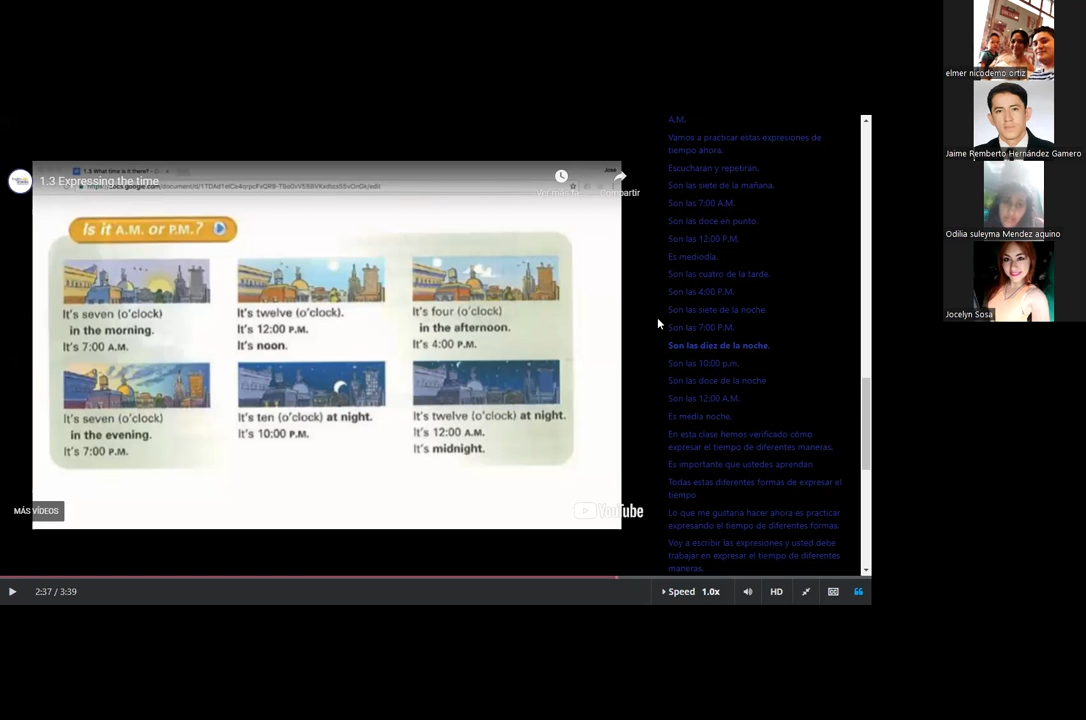 1.3 What time is it there? - 
1.3 Expressing the time
Compartir
Is it A.M. or P.M.?
It's seven (o'clock)
in the morning.
It's 7:00 A.M.
It's twelve (o'clock).
It's 12:00 P.M.
It's noon.
It's four (o'clock)
in the afternoon.
It's 4:00 P.M.
It's seven (o'clock)
in the evening.
It's 7:00 P.M.
It's ten (o'clock) at night.
It's 10:00 P.M.
It's twelve (o'clock) at night.
It's 12:00 A.M.
It's midnight.
MÁS VÍDEOS
YouTube
A.M.
Vamos a practicar estas expresiones de
tiempo ahora.
Escucharan y repetirán.
Son las siete de la mañana.
Son las 7:00 A.M.
Son las doce en punto.
Son las 12:00 P.M.
Es mediodía.
Son las cuatro de la tarde.
Son las 4:00 P.M.
Son las siete de la noche.
Son las 7:00 P.M.
Son las diez de la noche.
Son las 10:00 p.m.
Son las doce de la noche
Son las 12:00 A.M.
Es media noche.
En esta clase hemos verificado cómo
expresar el tiempo de diferentes maneras.
Es importante que ustedes aprendan
Todas estas diferentes formas de expresar el
tiempo
Lo que me gustaría hacer ahora es practicar
expresando el tiempo de diferentes formas.
Voy a escribir las expresiones y usted debe
trabajar en expresar el tiempo de diferentes
maneras.
2:37 / 3:39
Speed 1.0x
HD
CC
elmer nicodemo ortiz
Jaime Remberto Hernández Gamero
Odilia suleyma Mendez aquino
Jocelyn Sosa